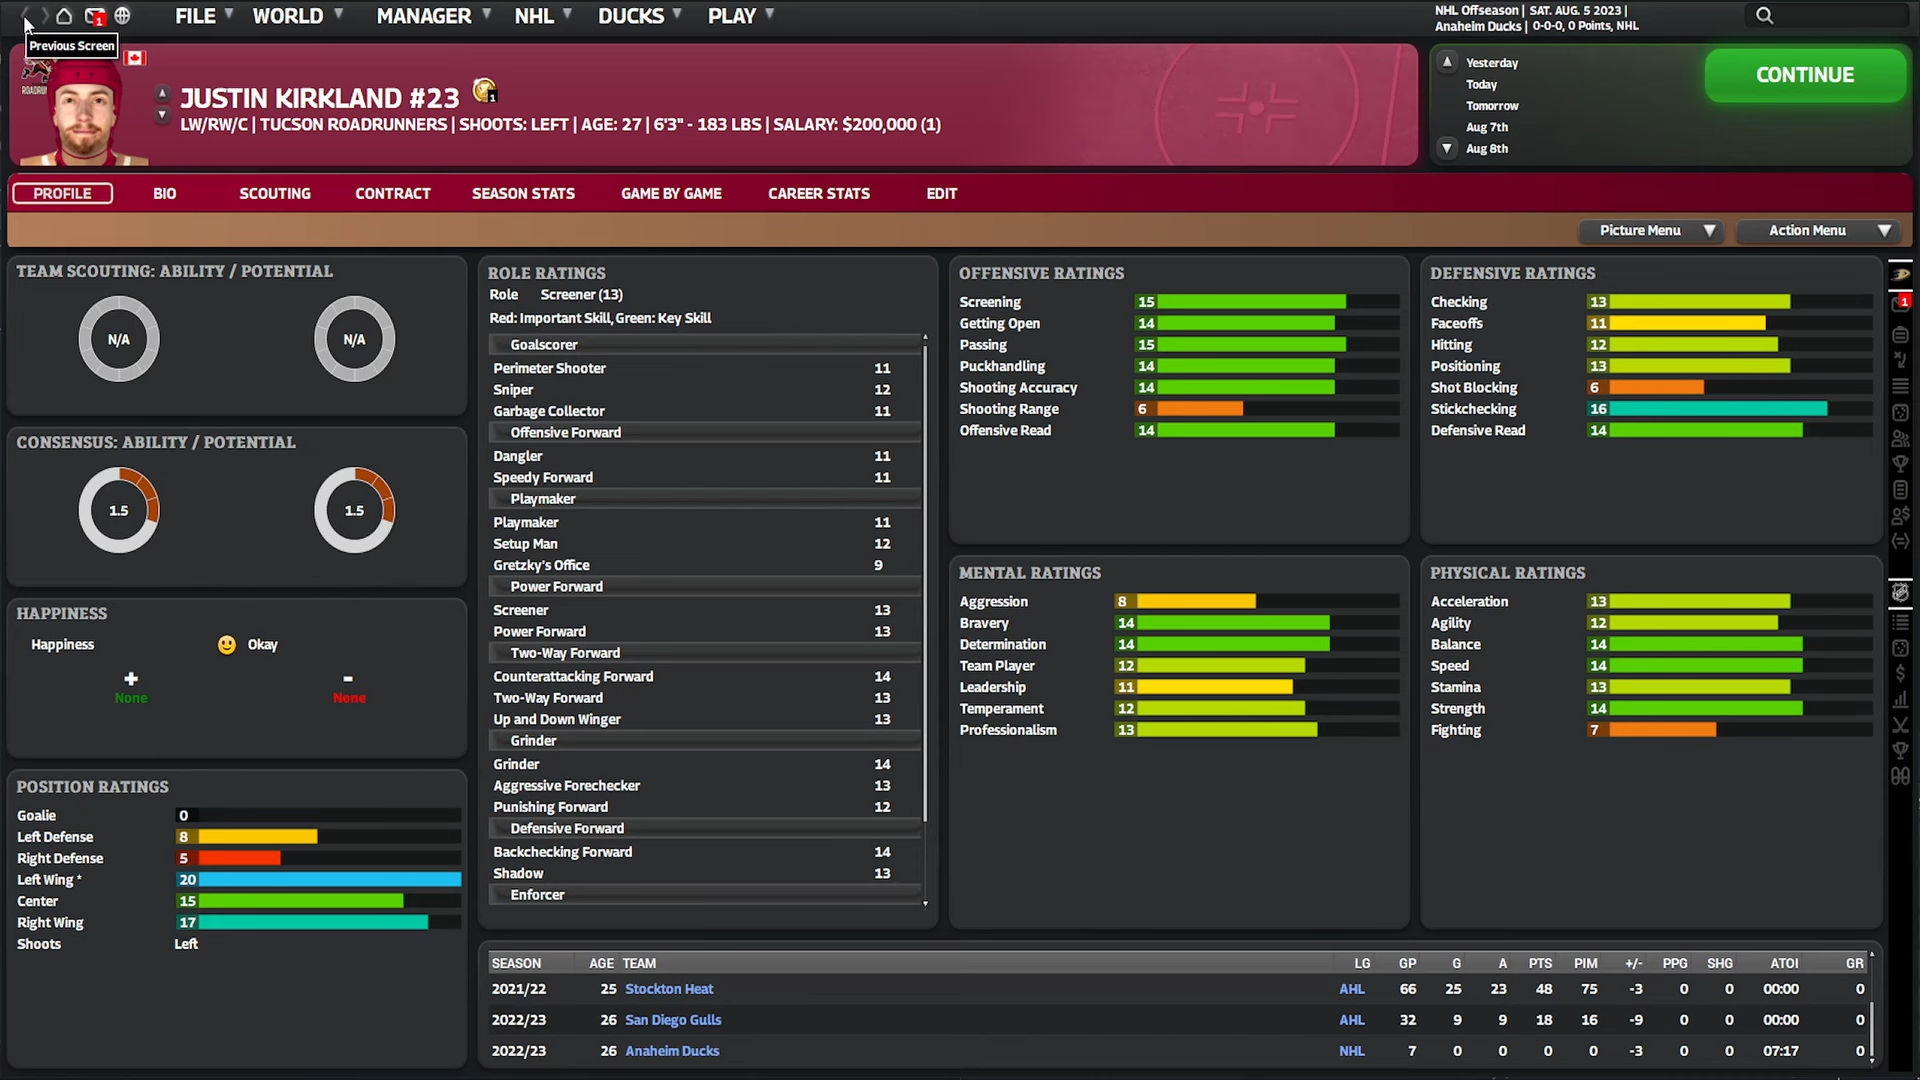 FILE WORLD MANAGER NHL DUCKS PLAY
NHL Offseason | SAT. AUG. 5 2023 |
Anaheim Ducks | 0-0-0, 0 Points, NHL
1
Previous Screen
JUSTIN KIRKLAND #23
1
LW/RW/C | TUCSON ROADRUNNERS | SHOOTS: LEFT | AGE: 27 | 6'3" - 183 LBS | SALARY: $200,000 (1)
Yesterday
Today
Tomorrow
Aug 7th
Aug 8th
CONTINUE
PROFILE BIO SCOUTING CONTRACT SEASON STATS GAME BY GAME CAREER STATS EDIT
Picture Menu Action Menu
TEAM SCOUTING: ABILITY / POTENTIAL
N/A N/A
CONSENSUS: ABILITY / POTENTIAL
1.5 1.5
HAPPINESS
Happiness Okay
+ -
None None
POSITION RATINGS
Goalie 0
Left Defense 8
Right Defense 5
Left Wing * 20
Center 15
Right Wing 17
Shoots Left
ROLE RATINGS
Role Screener (13)
Red: Important Skill, Green: Key Skill
Goalscorer
Perimeter Shooter 11
Sniper 12
Garbage Collector 11
Offensive Forward
Dangler 11
Speedy Forward 11
Playmaker
Playmaker 11
Setup Man 12
Gretzky's Office 9
Power Forward
Screener 13
Power Forward 13
Two-Way Forward
Counterattacking Forward 14
Two-Way Forward 13
Up and Down Winger 13
Grinder
Grinder 14
Aggressive Forechecker 13
Punishing Forward 12
Defensive Forward
Backchecking Forward 14
Shadow 13
Enforcer
OFFENSIVE RATINGS
Screening 15
Getting Open 14
Passing 15
Puckhandling 14
Shooting Accuracy 14
Shooting Range 6
Offensive Read 14
DEFENSIVE RATINGS
Checking 13
Faceoffs 11
Hitting 12
Positioning 13
Shot Blocking 6
Stickchecking 16
Defensive Read 14
MENTAL RATINGS
Aggression 8
Bravery 14
Determination 14
Team Player 12
Leadership 11
Temperament 12
Professionalism 13
PHYSICAL RATINGS
Acceleration 13
Agility 12
Balance 14
Speed 14
Stamina 13
Strength 14
Fighting 7
1
SEASON AGE TEAM LG GP G A PTS PIM +/- PPG SHG ATOI GR
2021/22 25 Stockton Heat AHL 66 25 23 48 75 -3 0 0 00:00 0
2022/23 26 San Diego Gulls AHL 32 9 9 18 16 -9 0 0 00:00 0
2022/23 26 Anaheim Ducks NHL 7 0 0 0 0 -3 0 0 07:17 0